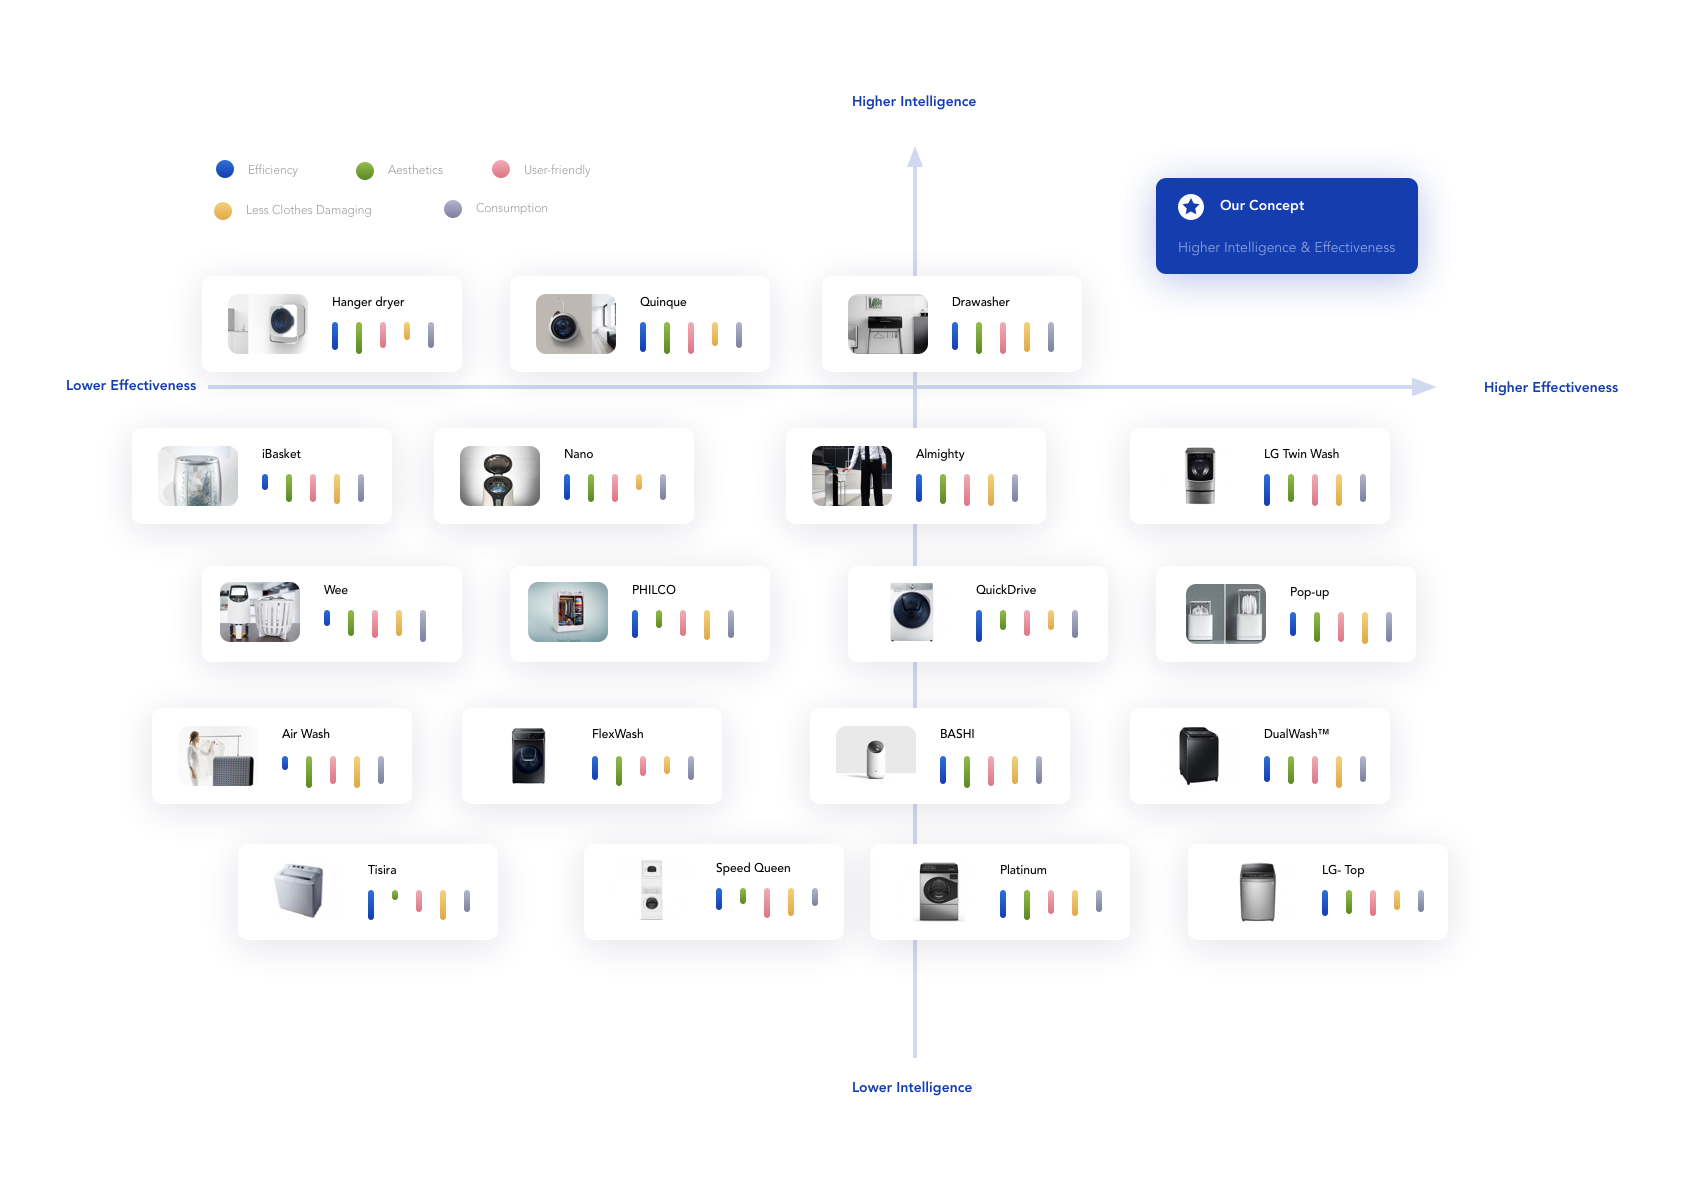 Higher Intelligence
Efficiency
Aesthetics
User-friendly
Less Clothes Damaging
Consumption
Our Concept
Higher Intelligence & Effectiveness
Hanger dryer
Quinque
Drawasher
Lower Effectiveness
Higher Effectiveness
iBasket
Nano
Almighty
LG Twin Wash
Wee
PHILCO
QuickDrive
Pop-up
Air Wash
FlexWash
BASHI
DualWash™
Tisira
Speed Queen
Platinum
LG- Top
Lower Intelligence